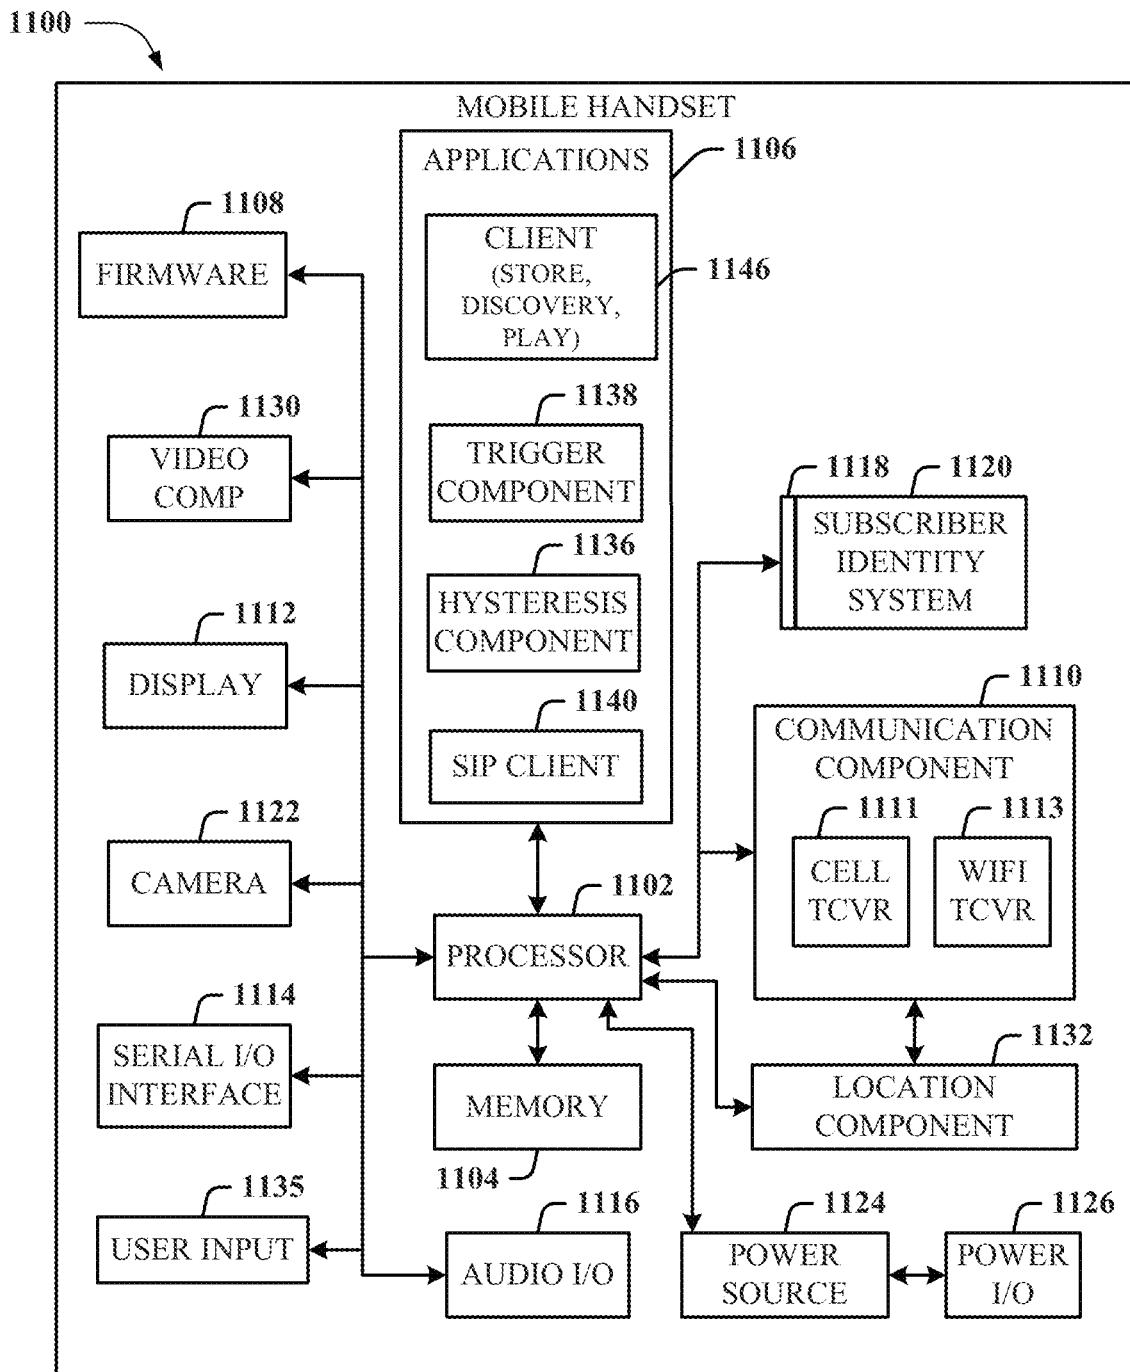 1100
MOBILE HANDSET
APPLICATIONS
1106
1108
FIRMWARE
CLIENT
(STORE,
DISCOVERY,
PLAY)
1146
1130
VIDEO
COMP
1138
TRIGGER
COMPONENT
1118
1120
SUBSCRIBER
IDENTITY
SYSTEM
1136
HYSTERESIS
COMPONENT
1112
DISPLAY
1140
SIP CLIENT
1110
COMMUNICATION
COMPONENT
1111
CELL
TCVR
1113
WIFI
TCVR
1122
CAMERA
1102
PROCESSOR
1114
SERIAL I/O
INTERFACE
MEMORY
1104
1132
LOCATION
COMPONENT
1135
USER INPUT
1116
AUDIO I/O
1124
POWER
SOURCE
1126
POWER
I/O